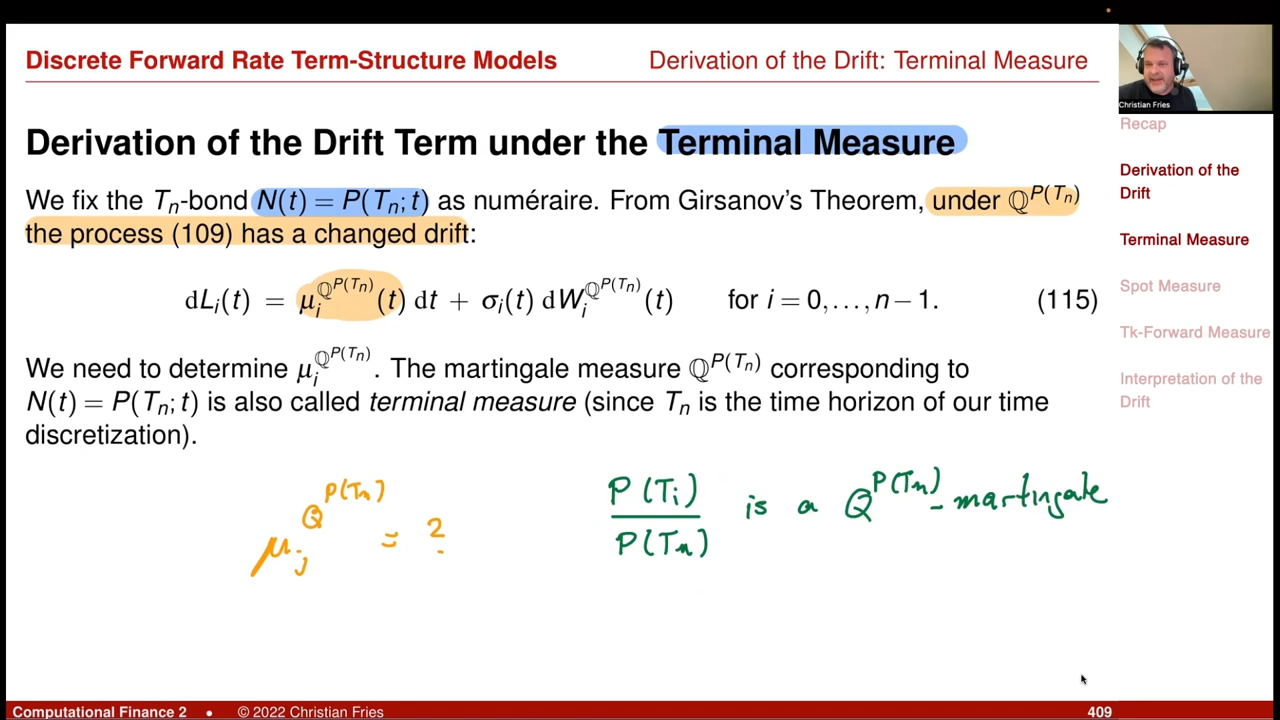 Discrete Forward Rate Term-Structure Models
Derivation of the Drift: Terminal Measure
Christian Fries
Derivation of the Drift Term under the Terminal Measure
We fix the Tₙ-bond N(t) = P(Tₙ; t) as numéraire. From Girsanov's Theorem, under ℚ^{P(Tₙ)}
the process (109) has a changed drift:
dLᵢ(t) = μᵢ^{ℚ^{P(Tₙ)}}(t) dt + σᵢ(t) dWᵢ^{ℚ^{P(Tₙ)}}(t) for i = 0, …, n − 1. (115)
We need to determine μᵢ^{ℚ^{P(Tₙ)}}. The martingale measure ℚ^{P(Tₙ)} corresponding to
N(t) = P(Tₙ; t) is also called terminal measure (since Tₙ is the time horizon of our time
discretization).
μⱼ^{Q^{P(Tₙ)}} = ?
P(Tᵢ) / P(Tₙ) is a Q^{P(Tₙ)} - martingale
Recap
Derivation of the
Drift
Terminal Measure
Spot Measure
Tk-Forward Measure
Interpretation of the
Drift
Computational Finance 2 • © 2022 Christian Fries
409